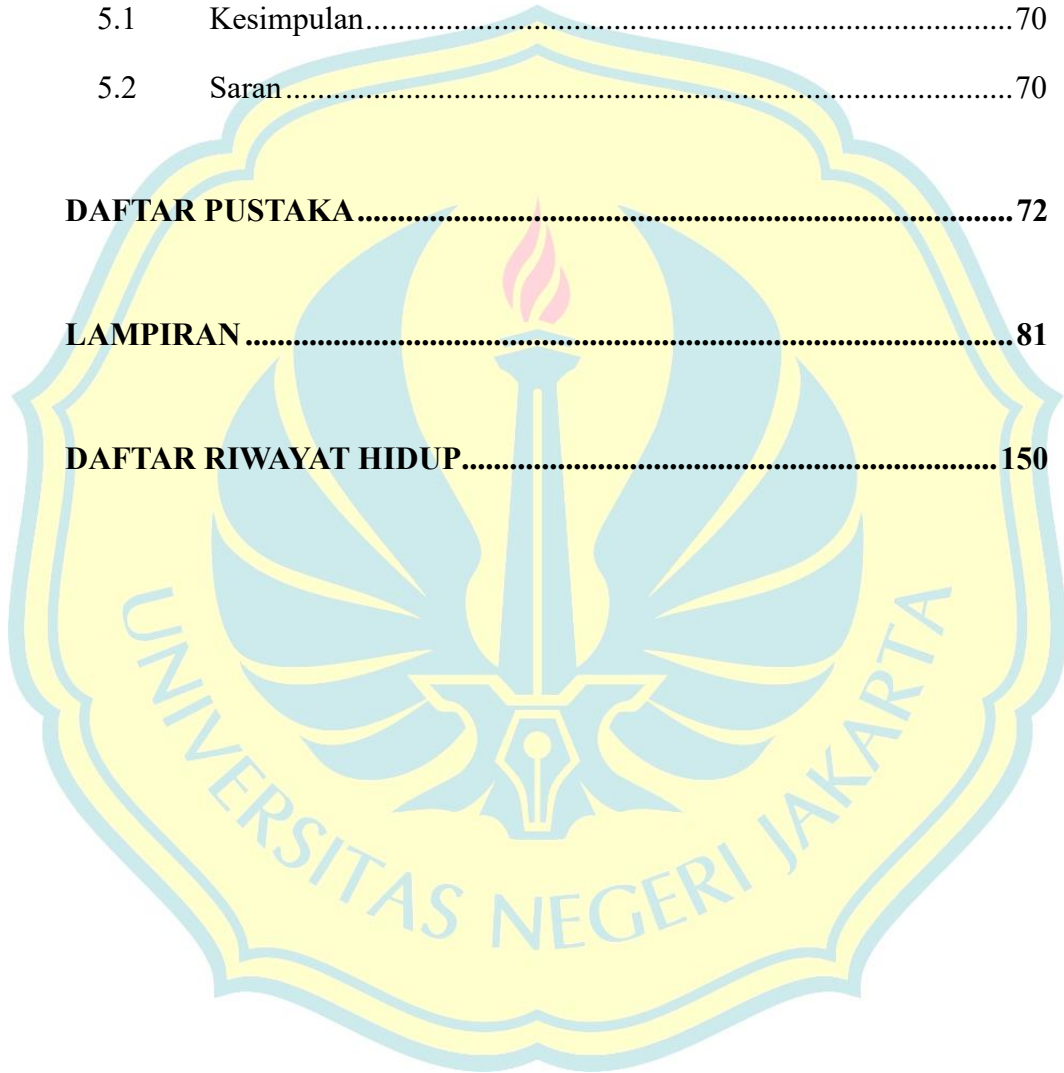 5.1 Kesimpulan.................................................................................70
5.2 Saran...........................................................................................70
DAFTAR PUSTAKA.................................................................................. 72
LAMPIRAN ................................................................................................81
DAFTAR RIWAYAT HIDUP...................................................................150
UNIVERSITAS NEGERI JAKARTA